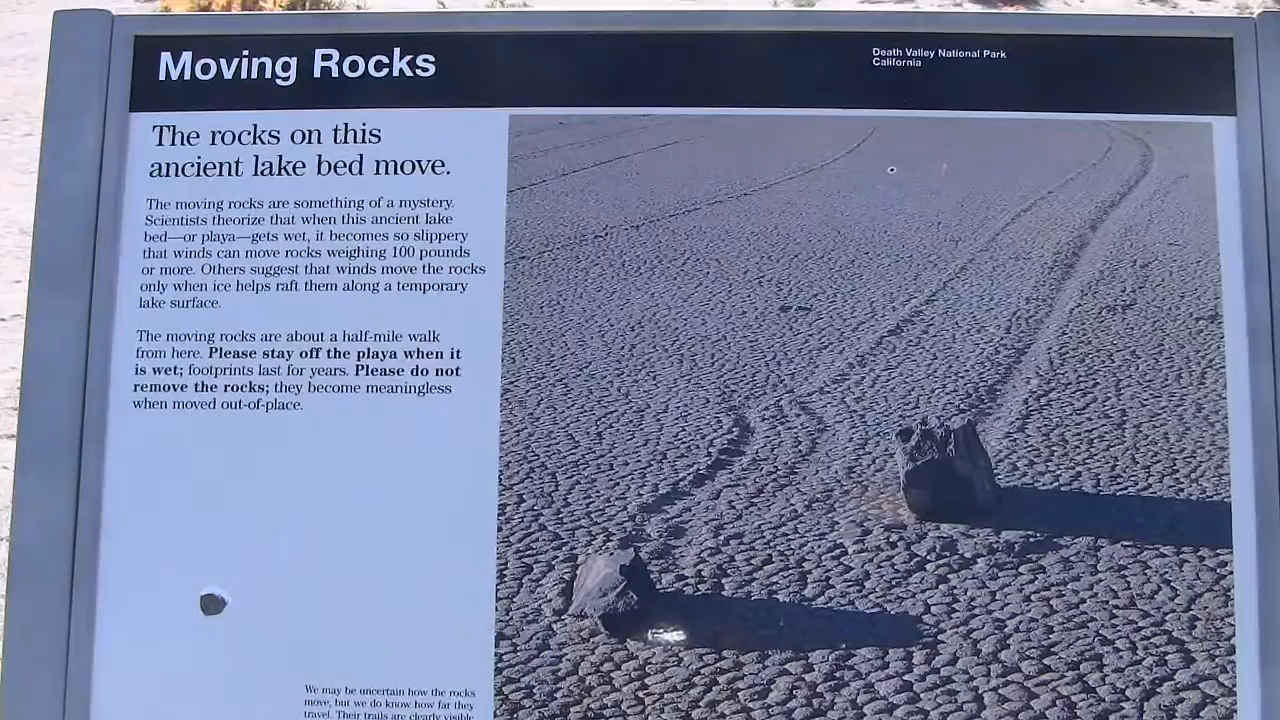 Moving Rocks
Death Valley National Park
California
The rocks on this
ancient lake bed move.
The moving rocks are something of a mystery.
Scientists theorize that when this ancient lake
bed—or playa—gets wet, it becomes so slippery
that winds can move rocks weighing 100 pounds
or more. Others suggest that winds move the rocks
only when ice helps raft them along a temporary
lake surface.
The moving rocks are about a half-mile walk
from here. Please stay off the playa when it
is wet; footprints last for years. Please do not
remove the rocks; they become meaningless
when moved out-of-place.
We may be uncertain how the rocks
move, but we do know how far they
travel. Their trails are clearly visible